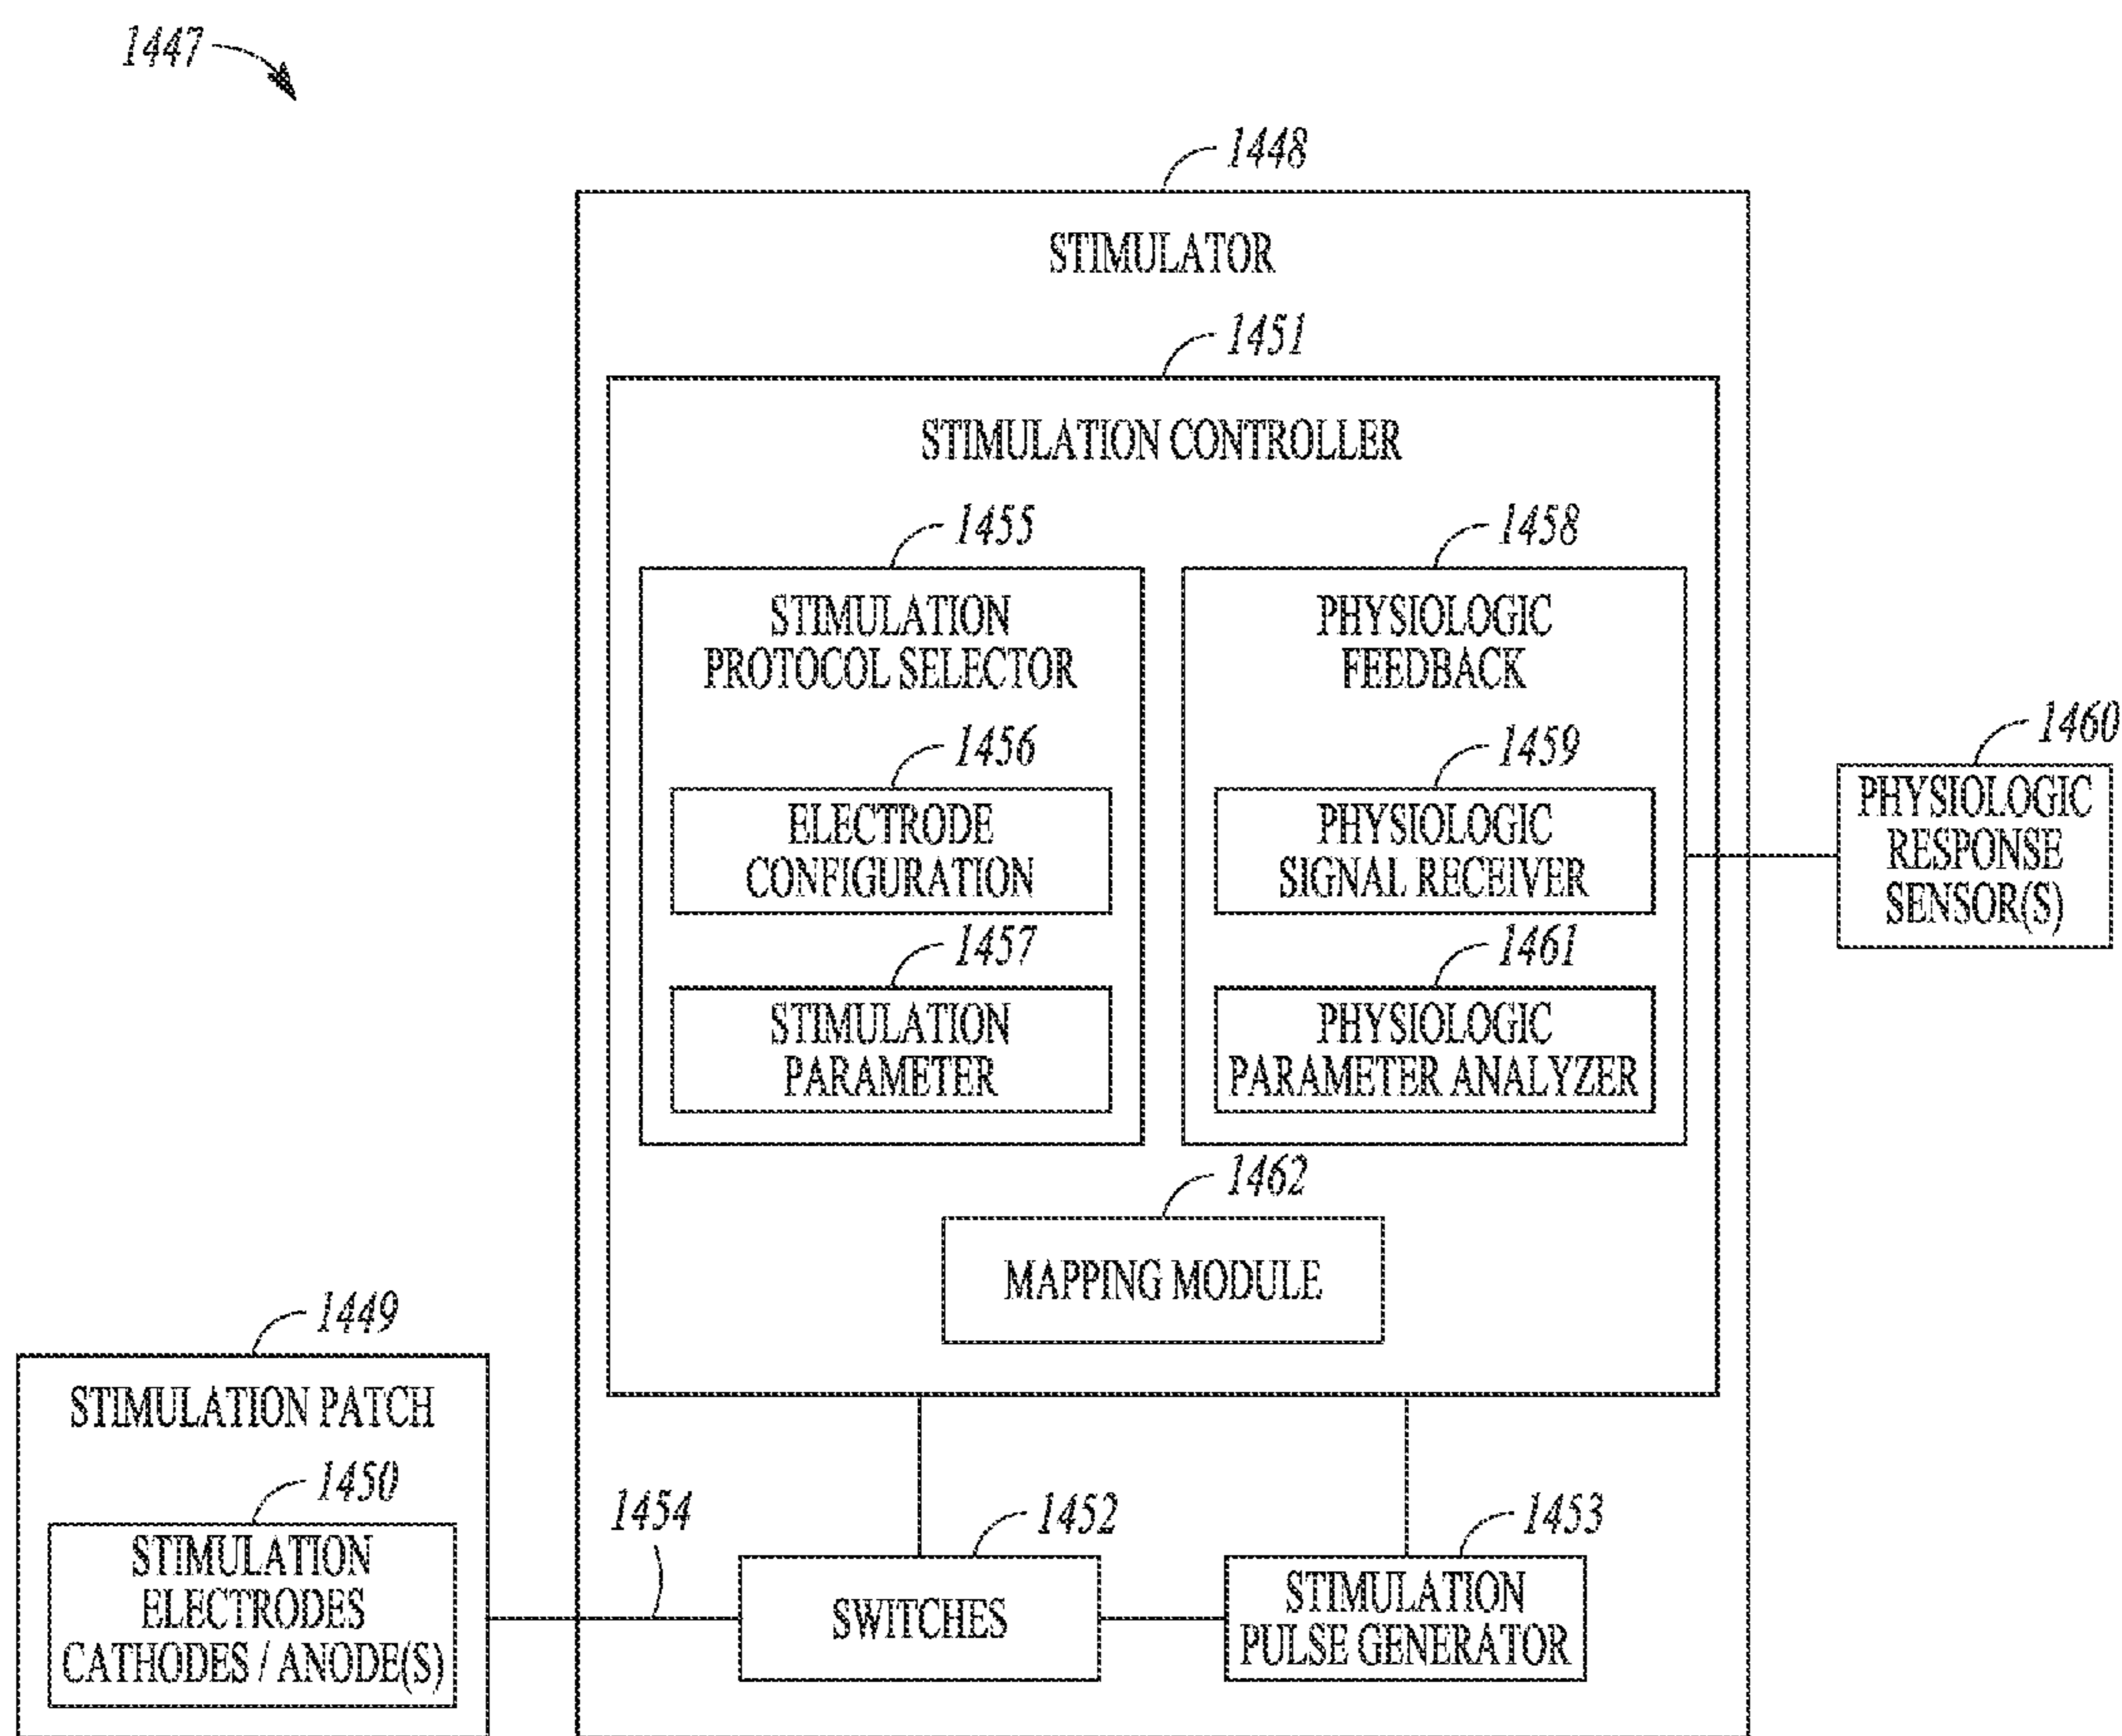 1447
1448
STIMULATOR
1451
STIMULATION CONTROLLER
1455
STIMULATION
PROTOCOL SELECTOR
1456
ELECTRODE
CONFIGURATION
1457
STIMULATION
PARAMETER
1458
PHYSIOLOGIC
FEEDBACK
1459
PHYSIOLOGIC
SIGNAL RECEIVER
1461
PHYSIOLOGIC
PARAMETER ANALYZER
1460
PHYSIOLOGIC
RESPONSE
SENSOR(S)
1462
MAPPING MODULE
1449
STIMULATION PATCH
1450
STIMULATION
ELECTRODES
CATHODES / ANODE(S)
1454
1452
SWITCHES
1453
STIMULATION
PULSE GENERATOR